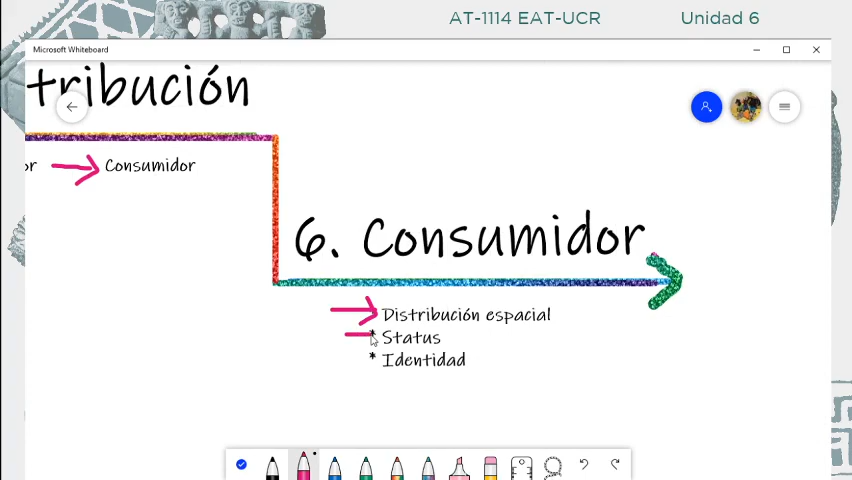 AT-1114 EAT-UCR Unidad 6
Microsoft Whiteboard
tribución
or Consumidor
6. Consumidor
Distribución espacial
* Status
* Identidad